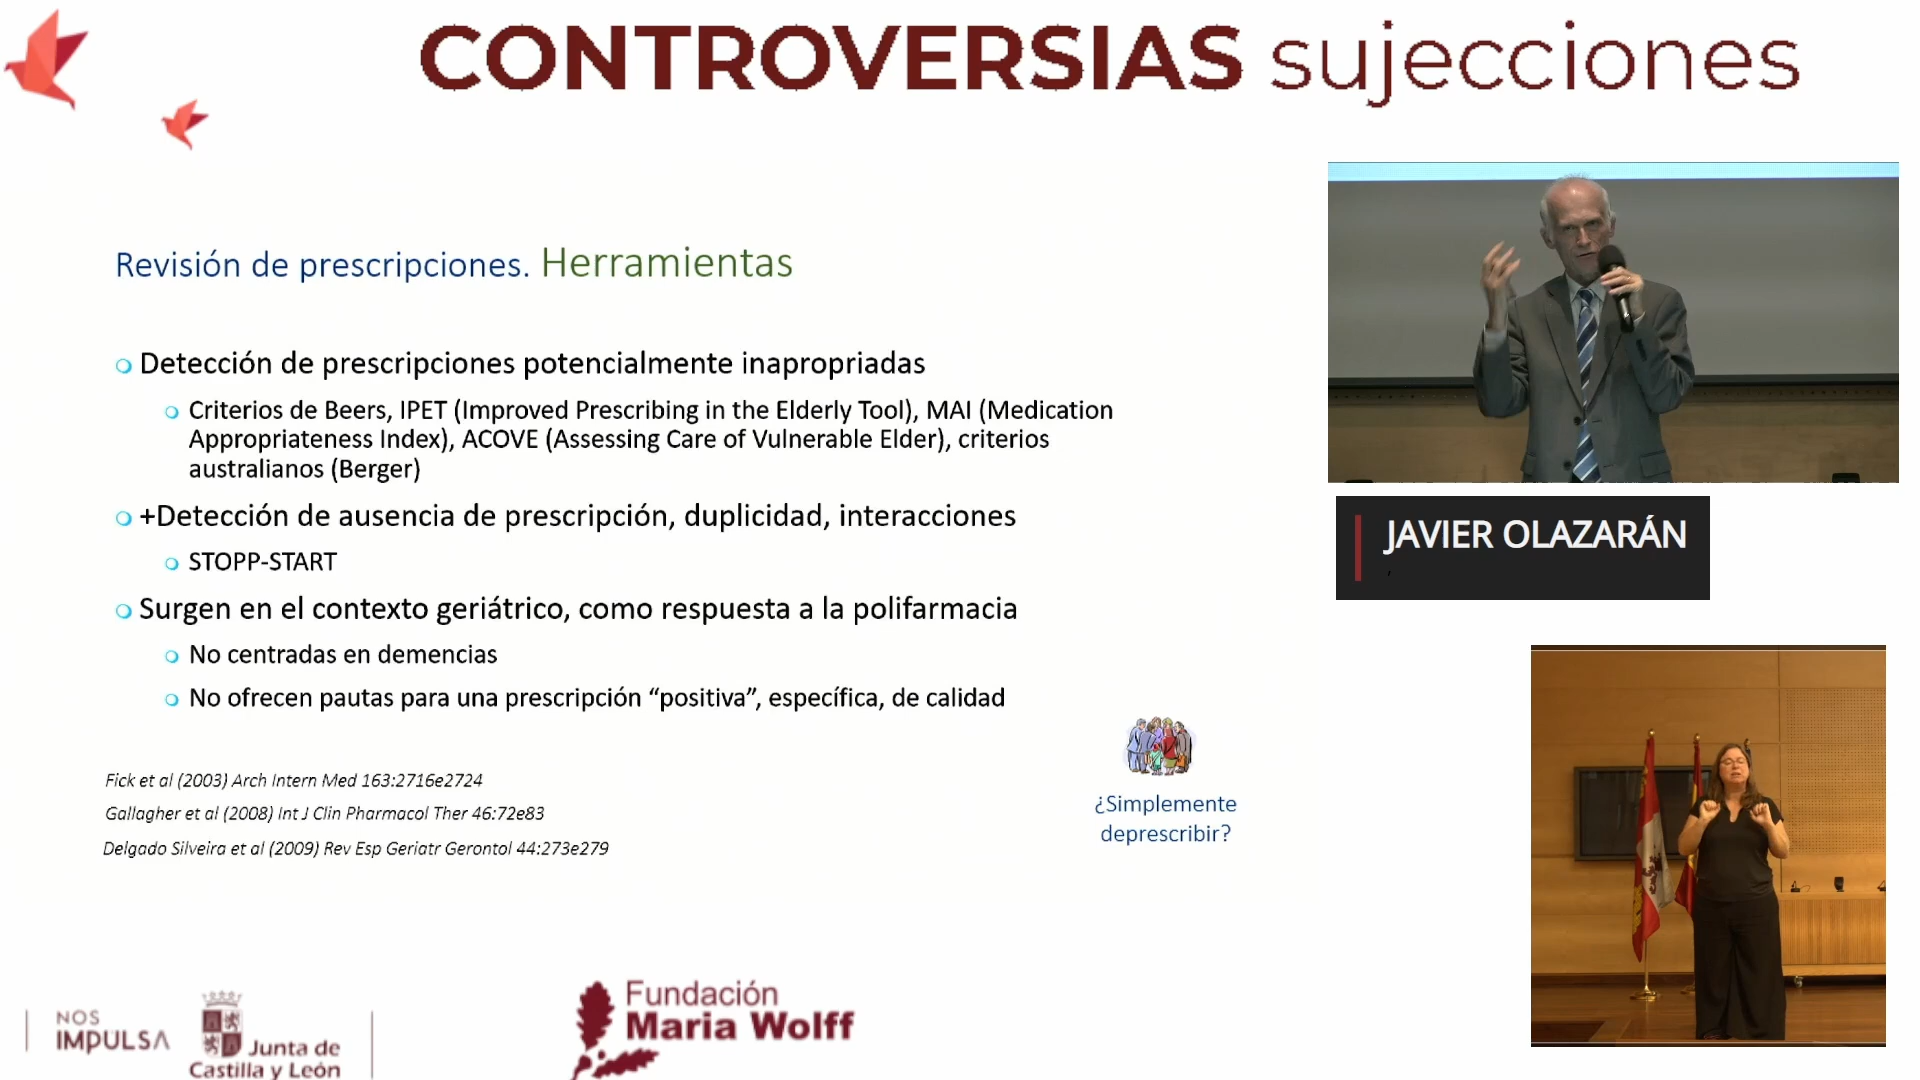 CONTROVERSIAS sujecciones
Revisión de prescripciones. Herramientas
Detección de prescripciones potencialmente inapropriadas
Criterios de Beers, IPET (Improved Prescribing in the Elderly Tool), MAI (Medication
Appropriateness Index), ACOVE (Assessing Care of Vulnerable Elder), criterios
australianos (Berger)
+Detección de ausencia de prescripción, duplicidad, interacciones
STOPP-START
Surgen en el contexto geriátrico, como respuesta a la polifarmacia
No centradas en demencias
No ofrecen pautas para una prescripción “positiva”, específica, de calidad
Fick et al (2003) Arch Intern Med 163:2716e2724
Gallagher et al (2008) Int J Clin Pharmacol Ther 46:72e83
Delgado Silveira et al (2009) Rev Esp Geriatr Gerontol 44:273e279
¿Simplemente
deprescribir?
JAVIER OLAZARÁN
,
NOS
IMPULSA
Junta de
Castilla y León
Fundación
Maria Wolff